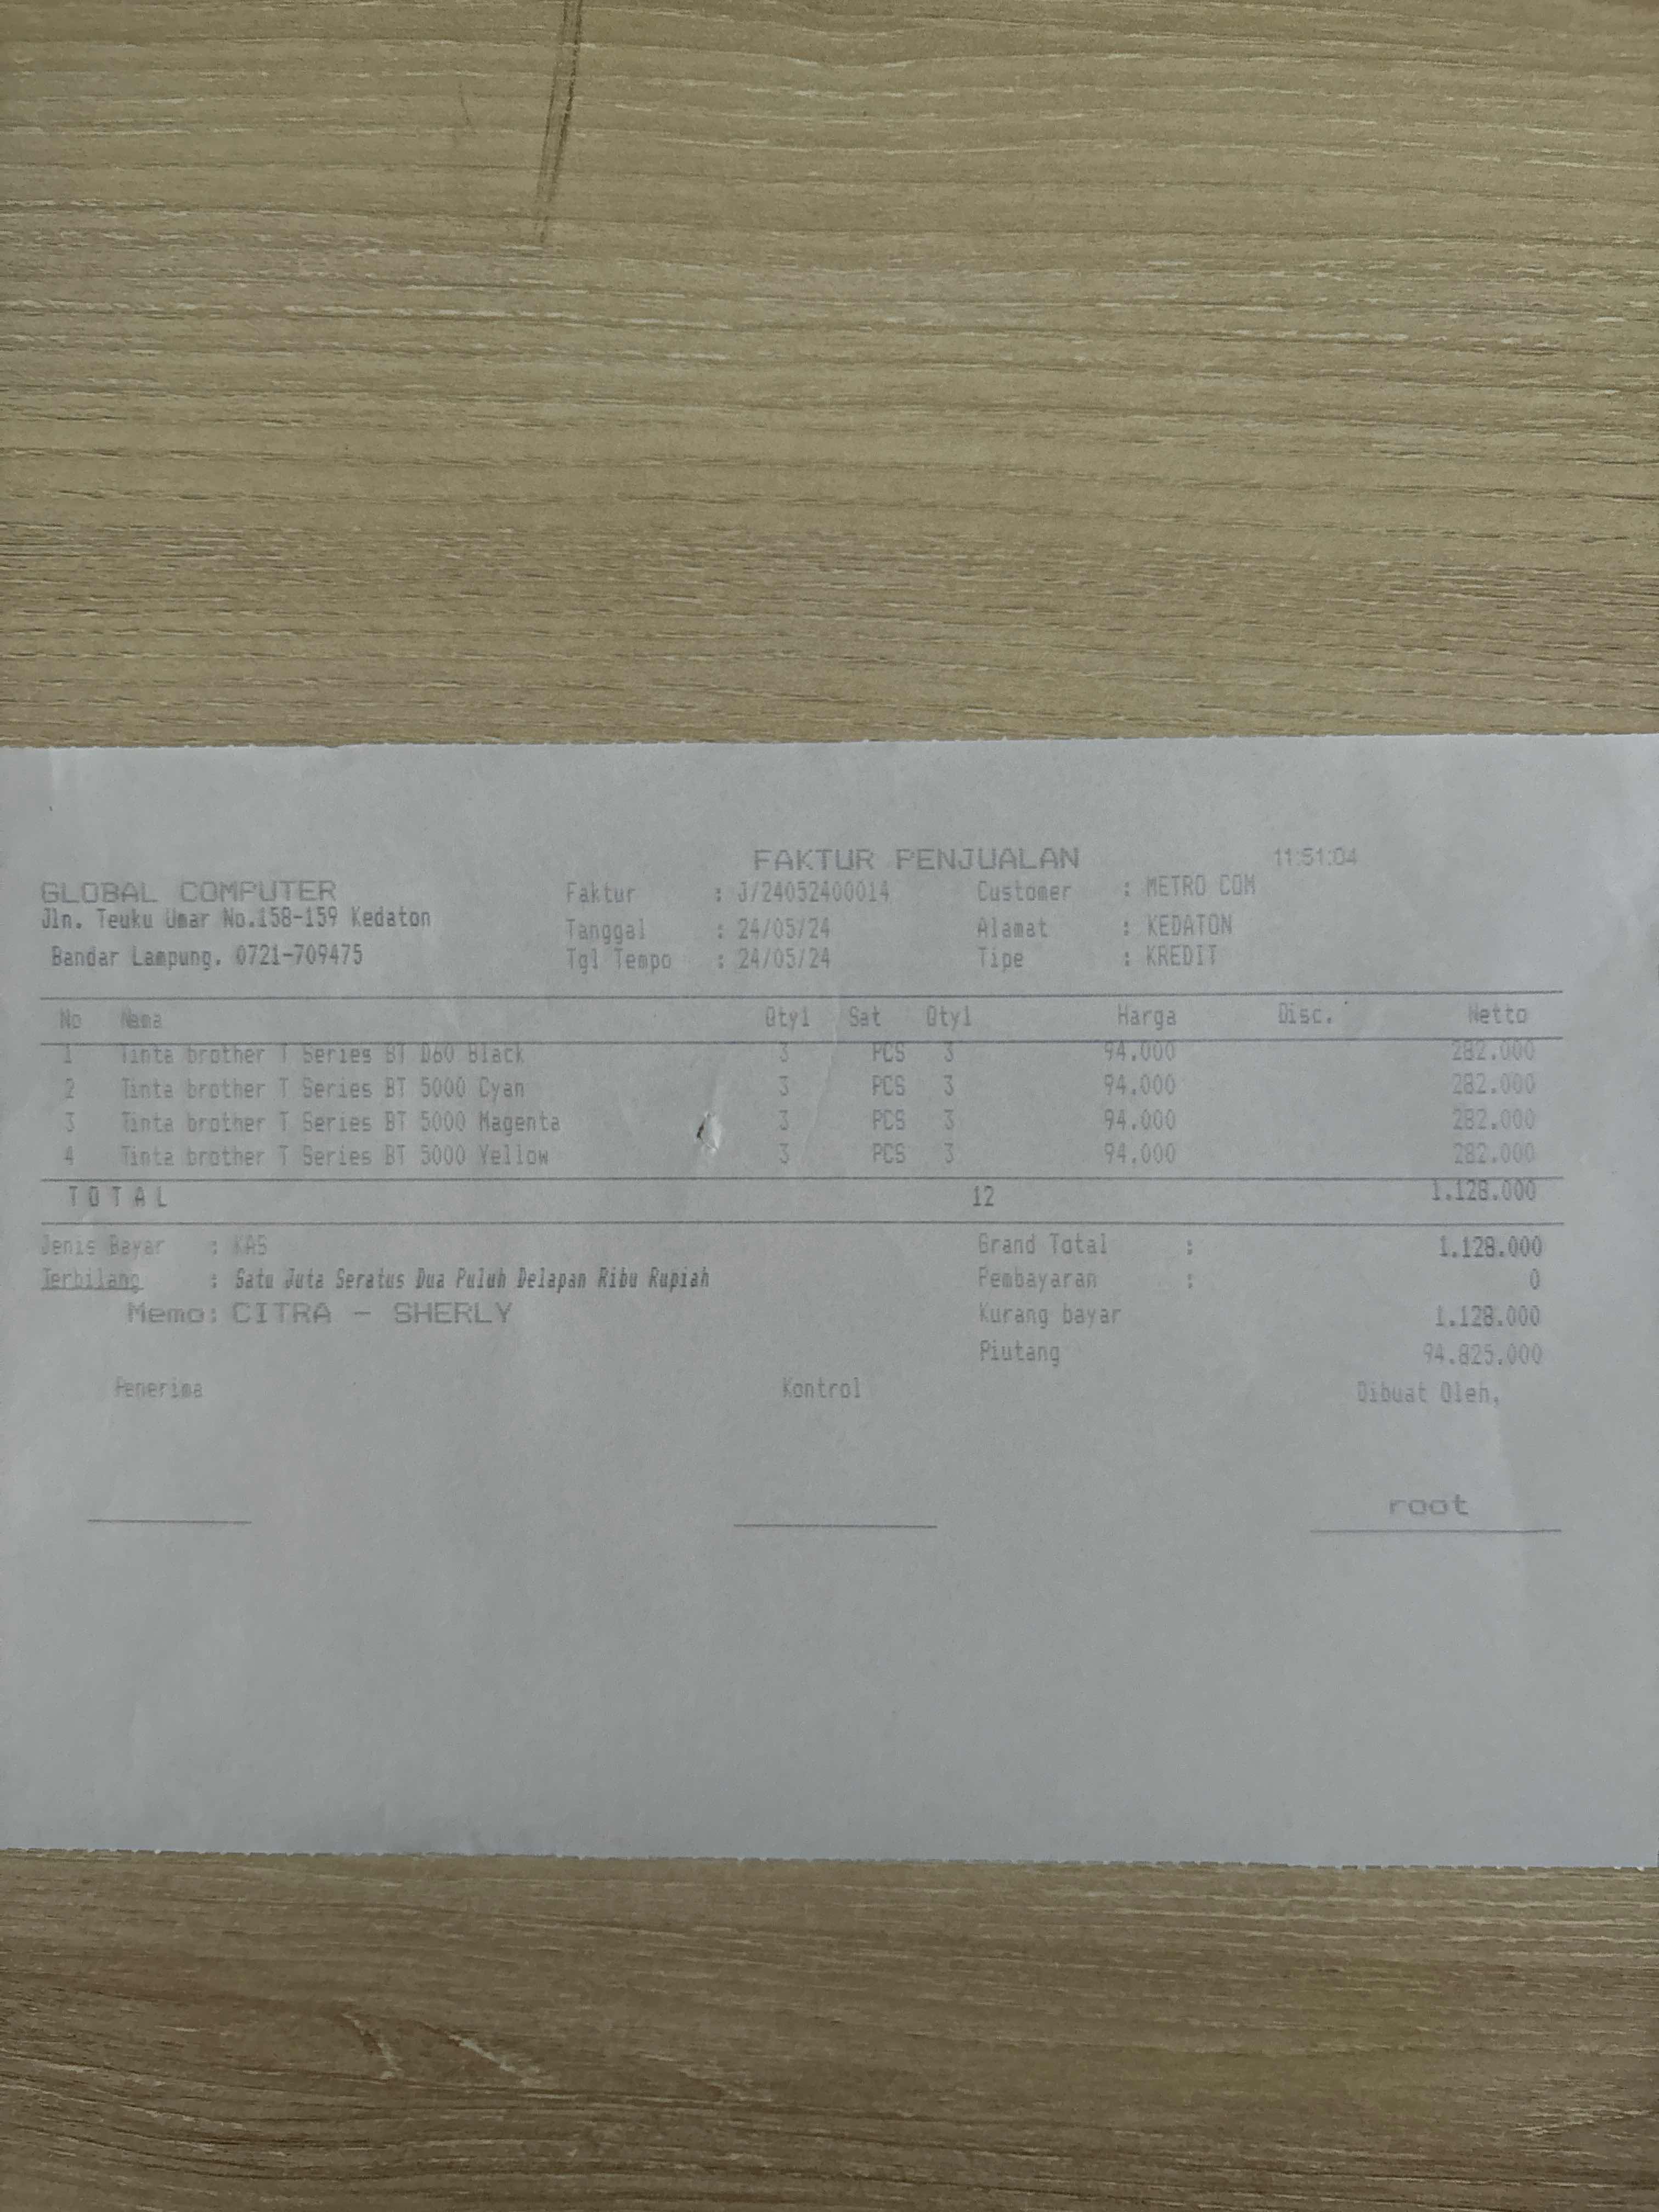 FAKTUR PENJUALAN 11:51:04
GLOBAL COMPUTER Faktur : J/24052400014 Customer : METRO COM
Jln. Teuku Umar No.158-159 Kedaton Tanggal : 24/05/24 Alamat : KEDATON
Bandar Lampung. 0721-709475 Tgl Tempo : 24/05/24 Tipe : KREDIT
No Nama Qty1 Sat Qty1 Harga Disc. Netto
1 Tinta brother T Series BT D60 Black 3 PCS 3 94.000 282.000
2 Tinta brother T Series BT 5000 Cyan 3 PCS 3 94.000 282.000
3 Tinta brother T Series BT 5000 Magenta 3 PCS 3 94.000 282.000
4 Tinta brother T Series BT 5000 Yellow 3 PCS 3 94.000 282.000
TOTAL 12 1.128.000
Jenis Bayar : KAS Grand Total : 1.128.000
Terbilang : Satu Juta Seratus Dua Puluh Delapan Ribu Rupiah Pembayaran : 0
Memo: CITRA - SHERLY Kurang bayar 1.128.000
Piutang 94.825.000
Penerima Kontrol Dibuat Oleh,
root